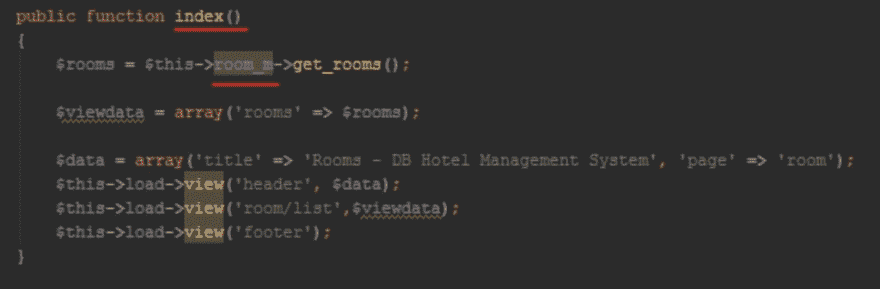 public function index()
{
$rooms = $this->room_m->get_rooms();
$viewdata = array('rooms' => $rooms);
$data = array('title' => 'Rooms - DB Hotel Management System', 'page' => 'room');
$this->load->view('header', $data);
$this->load->view('room/list',$viewdata);
$this->load->view('footer');
}